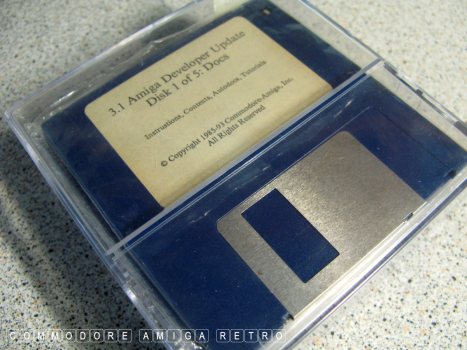 3.1 Amiga Developer Update
Disk 1 of 5: Docs
Instructions, Contents, Autodocs, Tutorials
© Copyright 1985-93 Commodore-Amiga, Inc.
All Rights Reserved
COMMODORE AMIGA RETRO